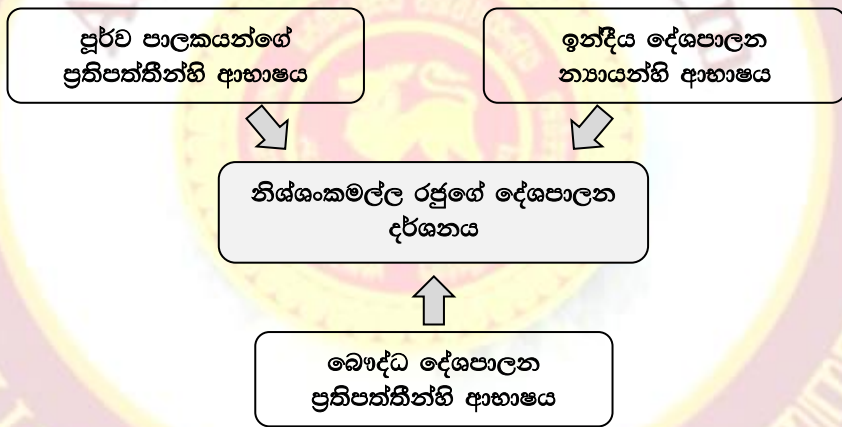 පූර්ව පාලකයන්ගේ
ප්‍රතිපත්තීන්හි ආභාෂය
ඉන්දීය දේශපාලන
න්‍යායන්හි ආභාෂය
නිශ්ශංකමල්ල රජුගේ දේශපාලන
දර්ශනය
බෞද්ධ දේශපාලන
ප්‍රතිපත්තීන්හි ආභාෂය